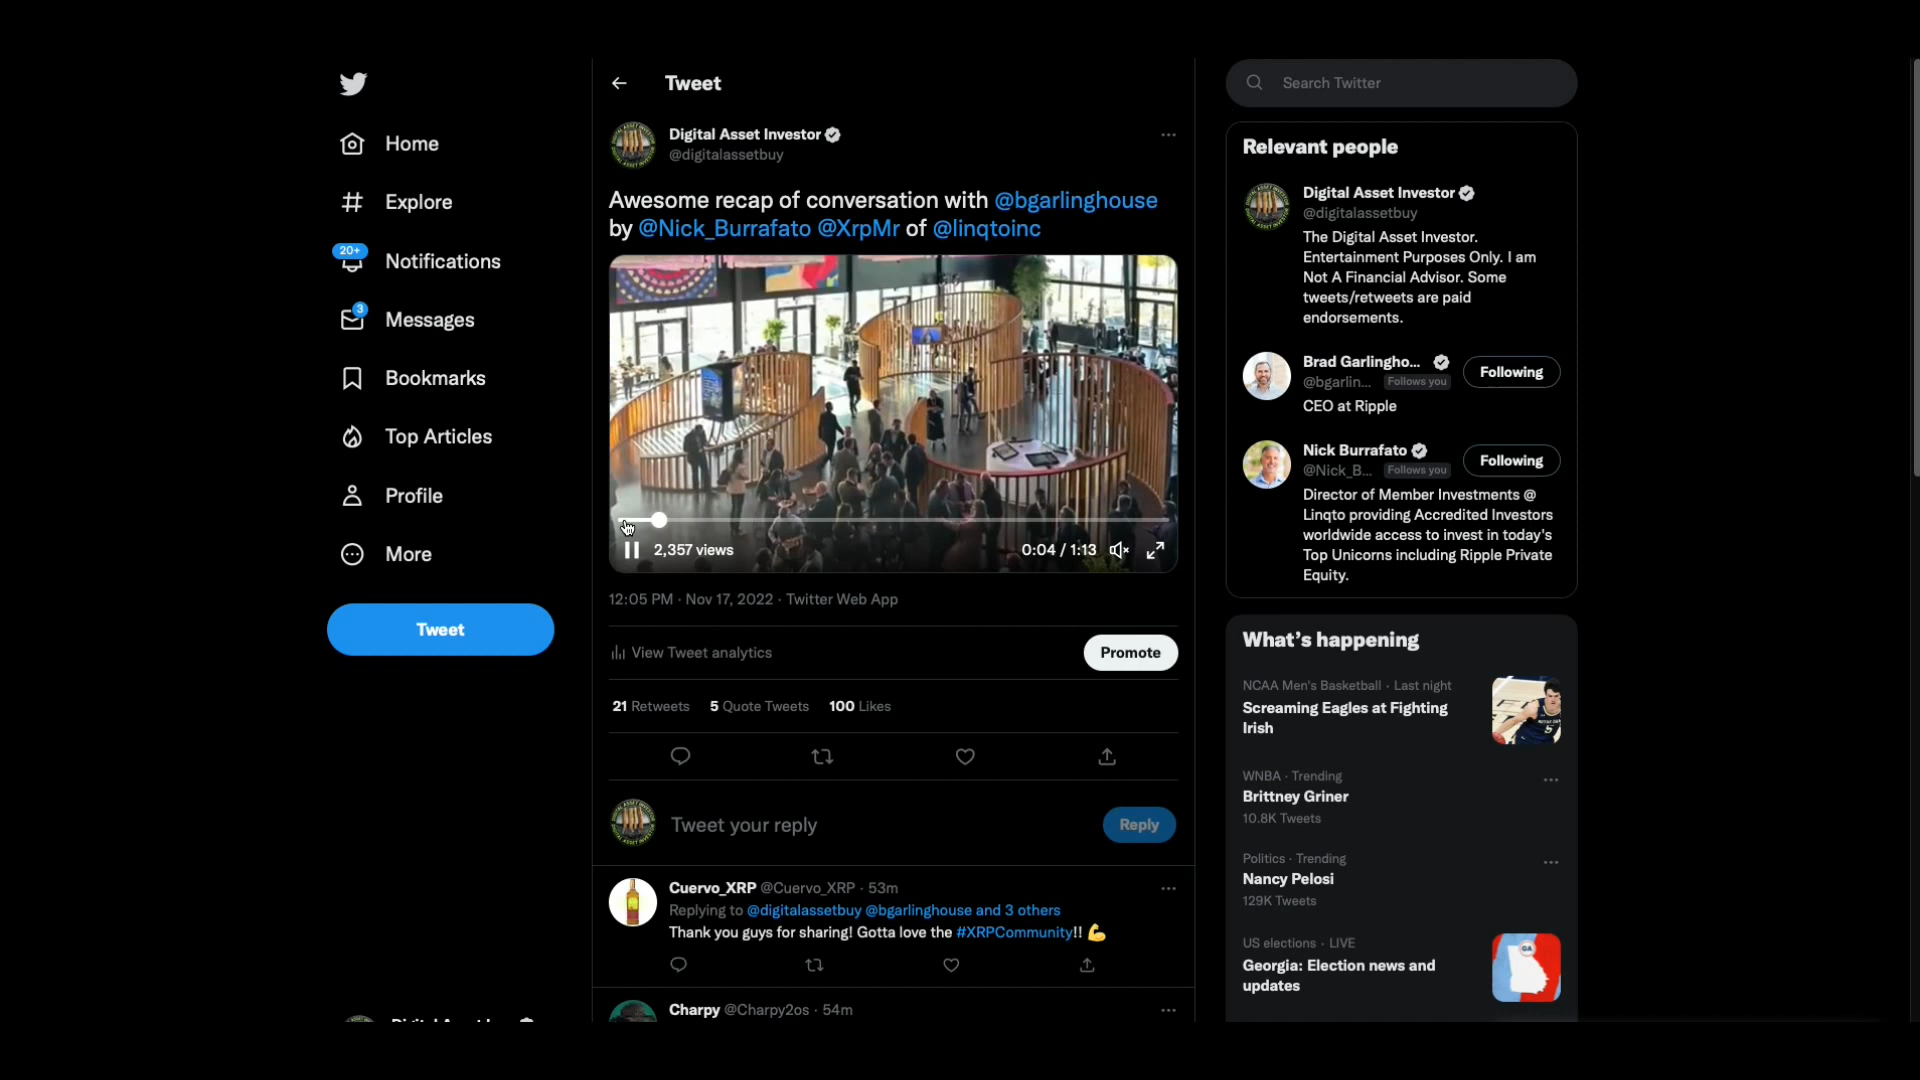 Home
Explore
20+
Notifications
3
Messages
Bookmarks
Top Articles
Profile
More
Tweet
Tweet
Digital Asset Investor
@digitalassetbuy
Awesome recap of conversation with @bgarlinghouse
by @Nick_Burrafato @XrpMr of @linqtoinc
2,357 views
0:04 / 1:13
12:05 PM · Nov 17, 2022 · Twitter Web App
View Tweet analytics
Promote
21 Retweets 5 Quote Tweets 100 Likes
Tweet your reply
Reply
Cuervo_XRP @Cuervo_XRP · 53m
Replying to @digitalassetbuy @bgarlinghouse and 3 others
Thank you guys for sharing! Gotta love the #XRPCommunity!! 💪
Charpy @Charpy2os · 54m
Search Twitter
Relevant people
Digital Asset Investor
@digitalassetbuy
The Digital Asset Investor.
Entertainment Purposes Only. I am
Not A Financial Advisor. Some
tweets/retweets are paid
endorsements.
Brad Garlingho...
@bgarlin... Follows you
Following
CEO at Ripple
Nick Burrafato
@Nick_B... Follows you
Following
Director of Member Investments @
Linqto providing Accredited Investors
worldwide access to invest in today's
Top Unicorns including Ripple Private
Equity.
What's happening
NCAA Men's Basketball · Last night
Screaming Eagles at Fighting
Irish
WNBA · Trending
Brittney Griner
10.8K Tweets
Politics · Trending
Nancy Pelosi
129K Tweets
US elections · LIVE
Georgia: Election news and
updates
GA